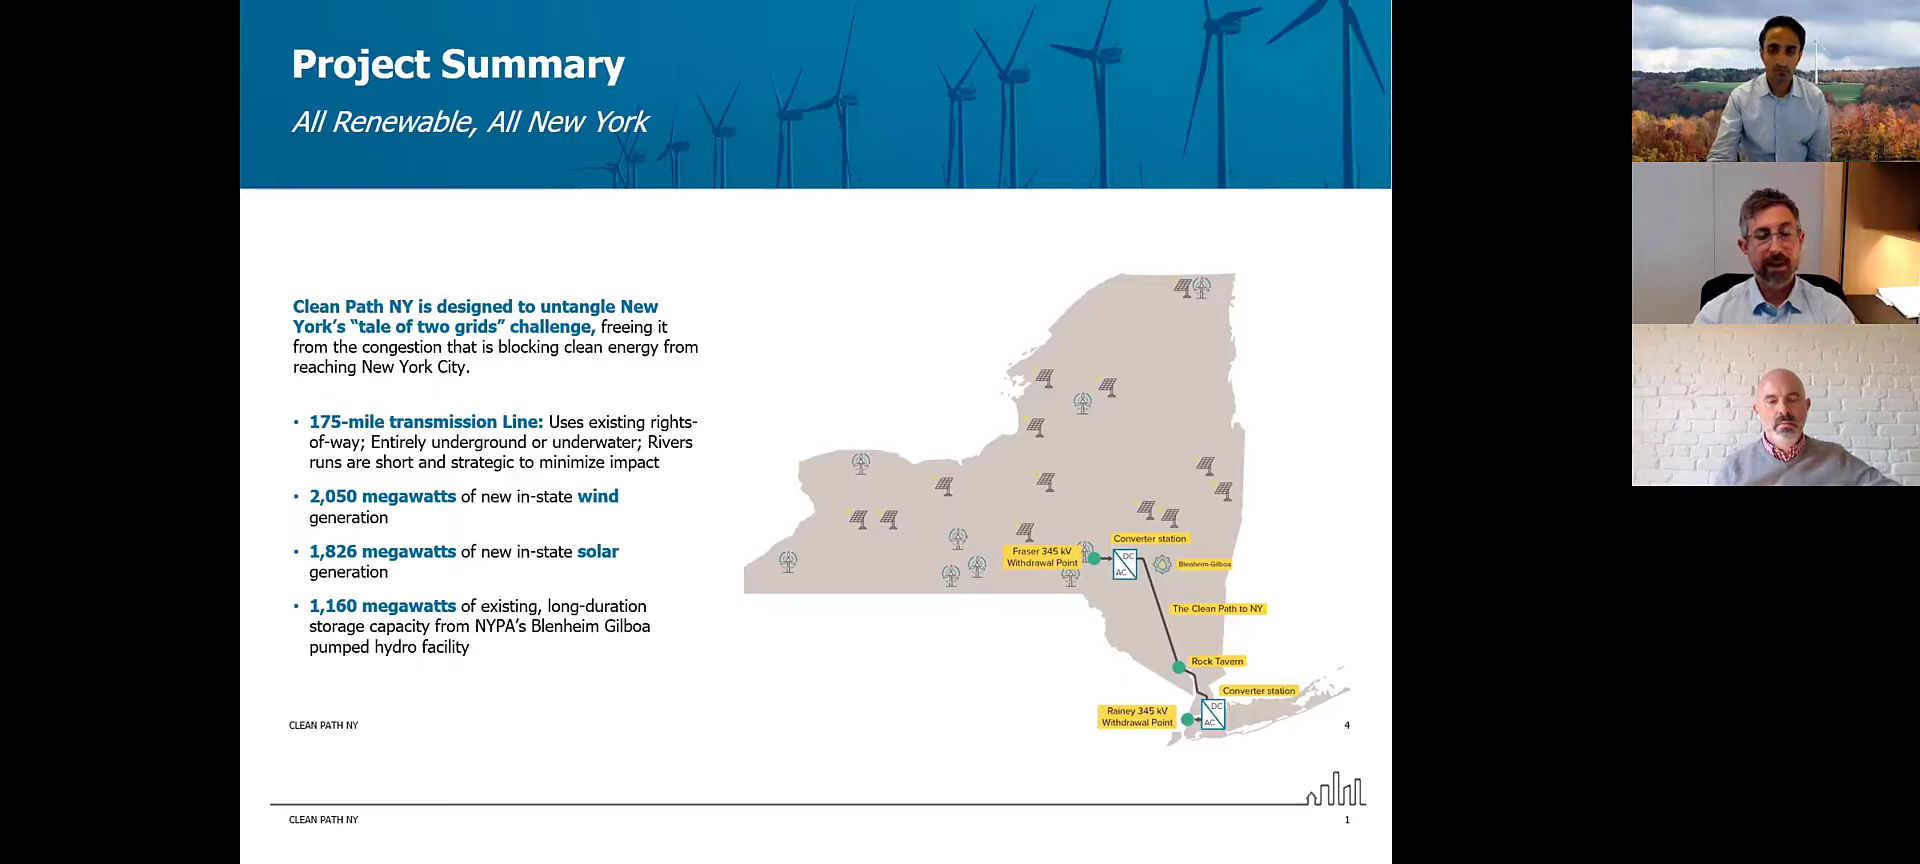 Project Summary
All Renewable, All New York
Clean Path NY is designed to untangle New
York's “tale of two grids” challenge, freeing it
from the congestion that is blocking clean energy from
reaching New York City.
• 175-mile transmission Line: Uses existing rights-
of-way; Entirely underground or underwater; Rivers
runs are short and strategic to minimize impact
• 2,050 megawatts of new in-state wind
generation
• 1,826 megawatts of new in-state solar
generation
• 1,160 megawatts of existing, long-duration
storage capacity from NYPA's Blenheim Gilboa
pumped hydro facility
Converter station
Fraser 345 kV
Withdrawal Point
DC
AC
Blenheim-Gilboa
The Clean Path to NY
Rock Tavern
Converter station
Rainey 345 kV
Withdrawal Point
DC
AC
CLEAN PATH NY
4
CLEAN PATH NY
1